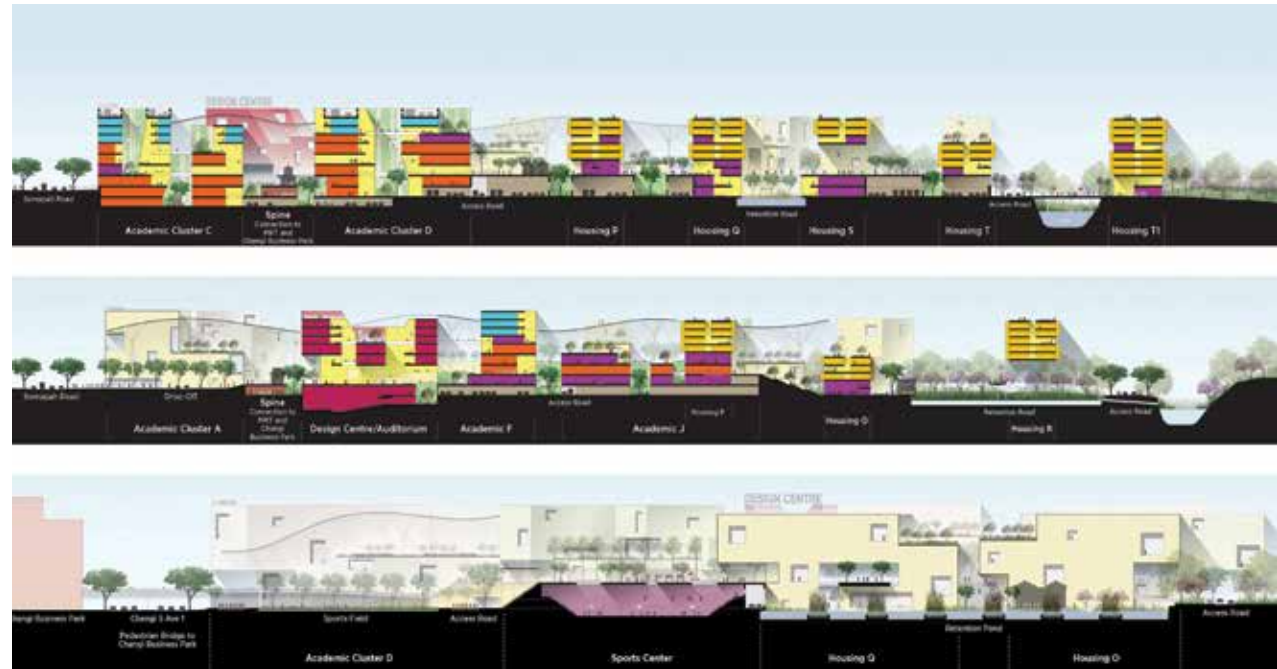 DESIGN CENTRE
Somapah Road
Academic Cluster C
Spine
Connection to
MRT and
Changi Business Park
Academic Cluster D
Access Road
Housing P
Housing Q
Retention Pond
Housing S
Housing T
Access Road
Housing T1
Somapah Road
Drop-Off
Academic Cluster A
Spine
Connection to
MRT and
Changi
Business Park
Design Centre/Auditorium
Academic F
Access Road
Academic J
Housing P
Housing O
Retention Pond
Housing R
Access Road
DESIGN CENTRE
Changi Business Park
Changi S Ave 1
Pedestrian Bridge to
Changi Business Park
Sports Field
Academic Cluster D
Access Road
Sports Center
Housing Q
Retention Pond
Housing O
Access Road